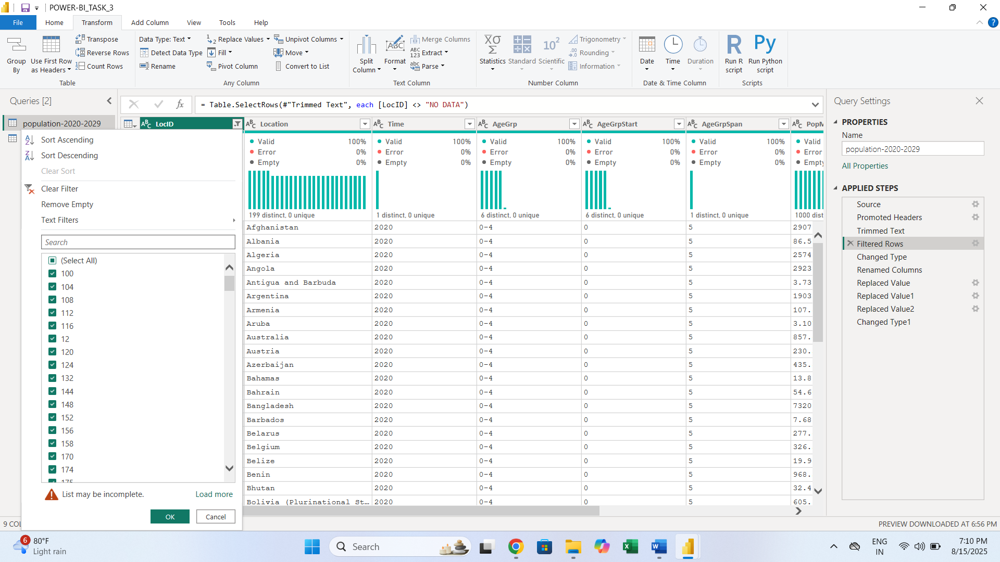 POWER-BI_TASK_3
File Home Transform Add Column View Tools Help
Group By
Use First Row as Headers
Transpose
Reverse Rows
Count Rows
Table
Data Type: Text
Detect Data Type
Rename
Replace Values
Fill
Pivot Column
Unpivot Columns
Move
Convert to List
Any Column
Split Column
Format
ABC
Merge Columns
ABC 123 Extract
abc Parse
Text Column
XΣ
Statistics
Standard
10²
Scientific
Trigonometry
Rounding
Information
Number Column
Date
Time
Duration
Date & Time Column
R
Run R script
Py
Run Python script
Scripts
Queries [2]
fx = Table.SelectRows(#"Trimmed Text", each [LocID] <> "NO DATA")
population-2020-2029
ABC LocID ABC Location ABC Time ABC AgeGrp ABC AgeGrpStart ABC AgeGrpSpan ABC PopM
Sort Ascending
Sort Descending
Clear Sort
Clear Filter
Remove Empty
Text Filters
Search
(Select All)
100
104
108
112
116
12
120
124
132
144
148
152
156
158
170
174
175
List may be incomplete. Load more
OK Cancel
Valid 100% Valid 100% Valid 100% Valid 100% Valid 100% Valid
Error 0% Error 0% Error 0% Error 0% Error 0% Error
Empty 0% Empty 0% Empty 0% Empty 0% Empty 0% Empty
199 distinct, 0 unique 1 distinct, 0 unique 6 distinct, 0 unique 6 distinct, 0 unique 1 distinct, 0 unique 1000 dist
Afghanistan 2020 0-4 0 5 2907
Albania 2020 0-4 0 5 86.5
Algeria 2020 0-4 0 5 2574
Angola 2020 0-4 0 5 2923
Antigua and Barbuda 2020 0-4 0 5 3.73
Argentina 2020 0-4 0 5 1903
Armenia 2020 0-4 0 5 107.
Aruba 2020 0-4 0 5 3.10
Australia 2020 0-4 0 5 857.
Austria 2020 0-4 0 5 230.
Azerbaijan 2020 0-4 0 5 435.
Bahamas 2020 0-4 0 5 13.8
Bahrain 2020 0-4 0 5 54.6
Bangladesh 2020 0-4 0 5 7320
Barbados 2020 0-4 0 5 7.68
Belarus 2020 0-4 0 5 277.
Belgium 2020 0-4 0 5 326.
Belize 2020 0-4 0 5 19.9
Benin 2020 0-4 0 5 968.
Bhutan 2020 0-4 0 5 32.4
Bolivia (Plurinational St... 2020 0-4 0 5 605.
Query Settings
PROPERTIES
Name
population-2020-2029
All Properties
APPLIED STEPS
Source
Promoted Headers
Trimmed Text
Filtered Rows
Changed Type
Renamed Columns
Replaced Value
Replaced Value1
Replaced Value2
Changed Type1
9 COL
PREVIEW DOWNLOADED AT 6:56 PM
6
80°F
Light rain
Search
ENG
IN
7:10 PM
8/15/2025